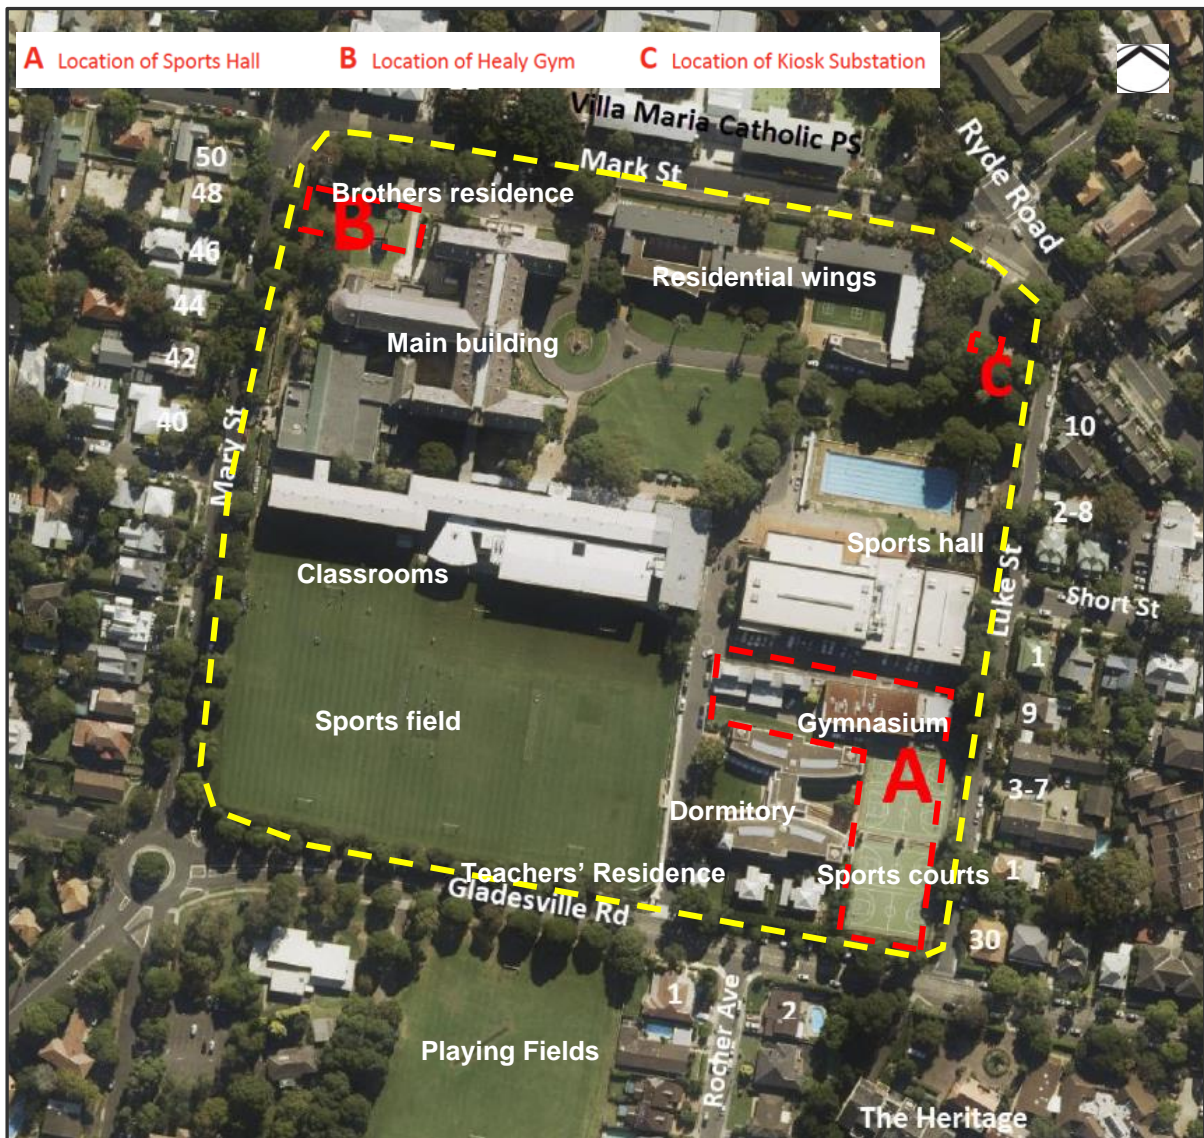 A Location of Sports Hall
B Location of Healy Gym
C Location of Kiosk Substation
Villa Maria Catholic PS
Mark St
Ryde Road
50
48
Brothers residence
B
46
Residential wings
44
Main building
42
C
40
10
Mary St
2-8
Sports hall
Classrooms
Luke St
Short St
1
Sports field
Gymnasium
9
A
3-7
Dormitory
Teachers’ Residence
Sports courts
1
Gladesville Rd
30
1
2
Rocher Ave
Playing Fields
The Heritage